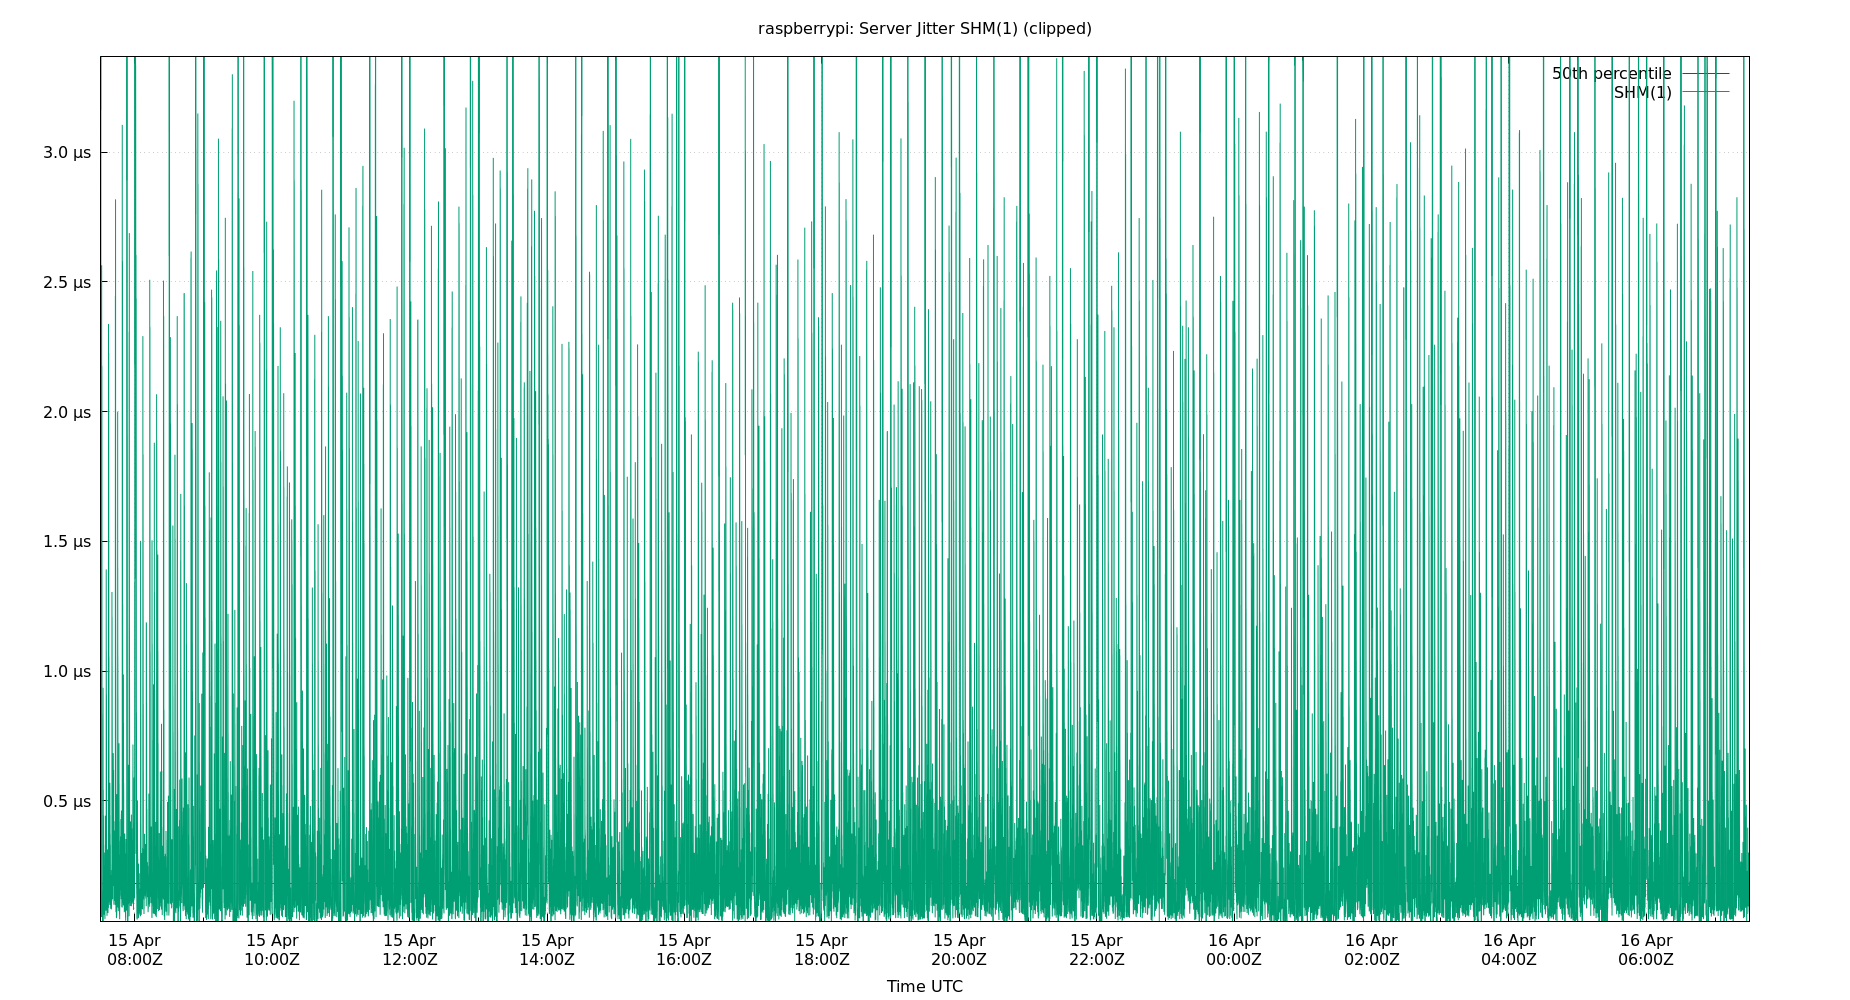 raspberrypi: Server Jitter SHM(1) (clipped)
50th percentile
SHM(1)
3.0 µs
2.5 µs
2.0 µs
1.5 µs
1.0 µs
0.5 µs
15 Apr 15 Apr 15 Apr 15 Apr 15 Apr 15 Apr 15 Apr 15 Apr 16 Apr 16 Apr 16 Apr 16 Apr
08:00Z 10:00Z 12:00Z 14:00Z 16:00Z 18:00Z 20:00Z 22:00Z 00:00Z 02:00Z 04:00Z 06:00Z
Time UTC